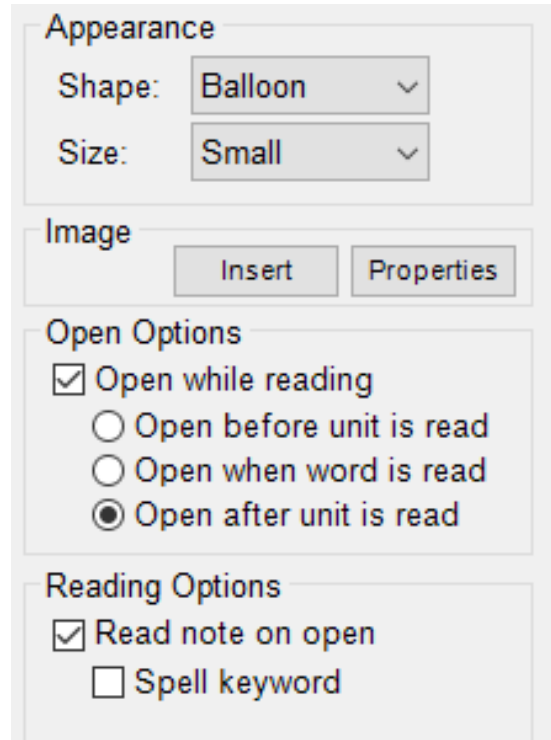 Appearance
Shape: Balloon
Size: Small
Image
Insert Properties
Open Options
Open while reading
Open before unit is read
Open when word is read
Open after unit is read
Reading Options
Read note on open
Spell keyword